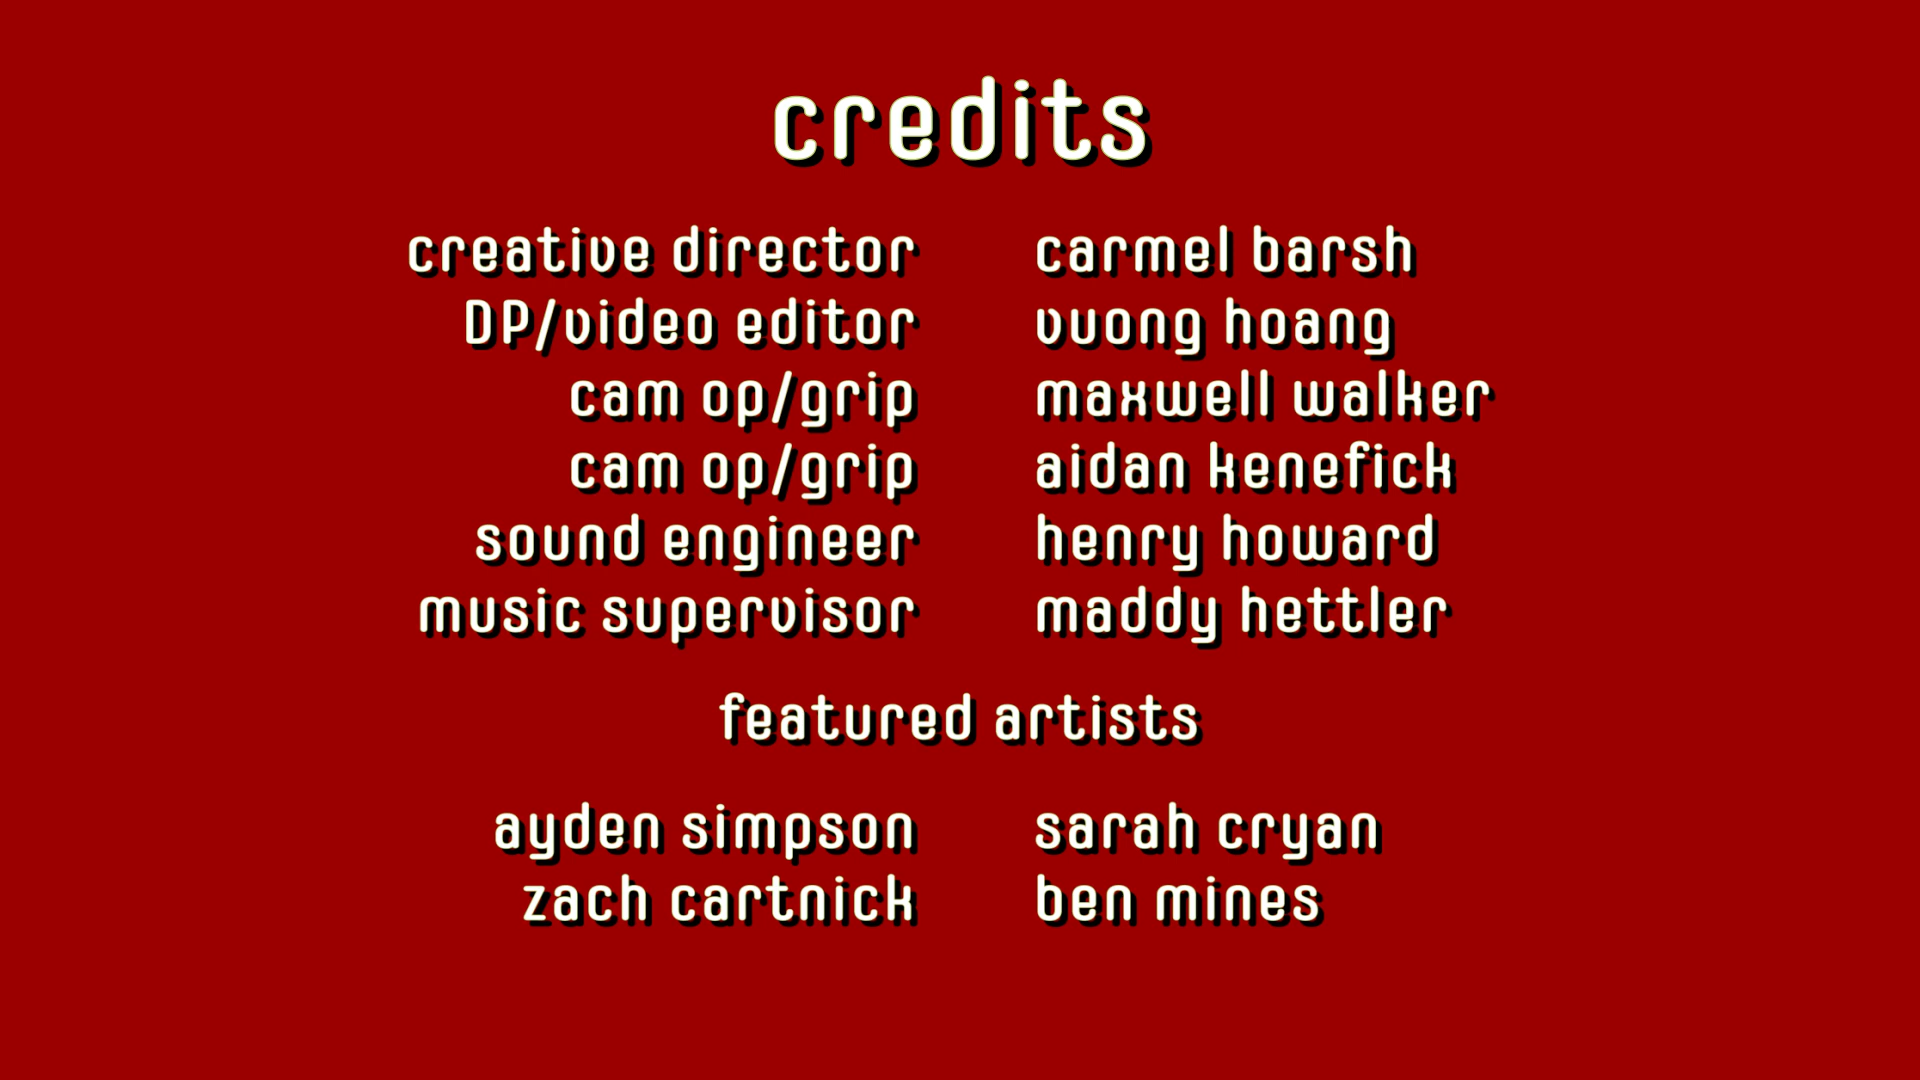 credits
creative director carmel barsh
DP/video editor vuong hoang
cam op/grip maxwell walker
cam op/grip aidan kenefick
sound engineer henry howard
music supervisor maddy hettler
featured artists
ayden simpson sarah cryan
zach cartnick ben mines